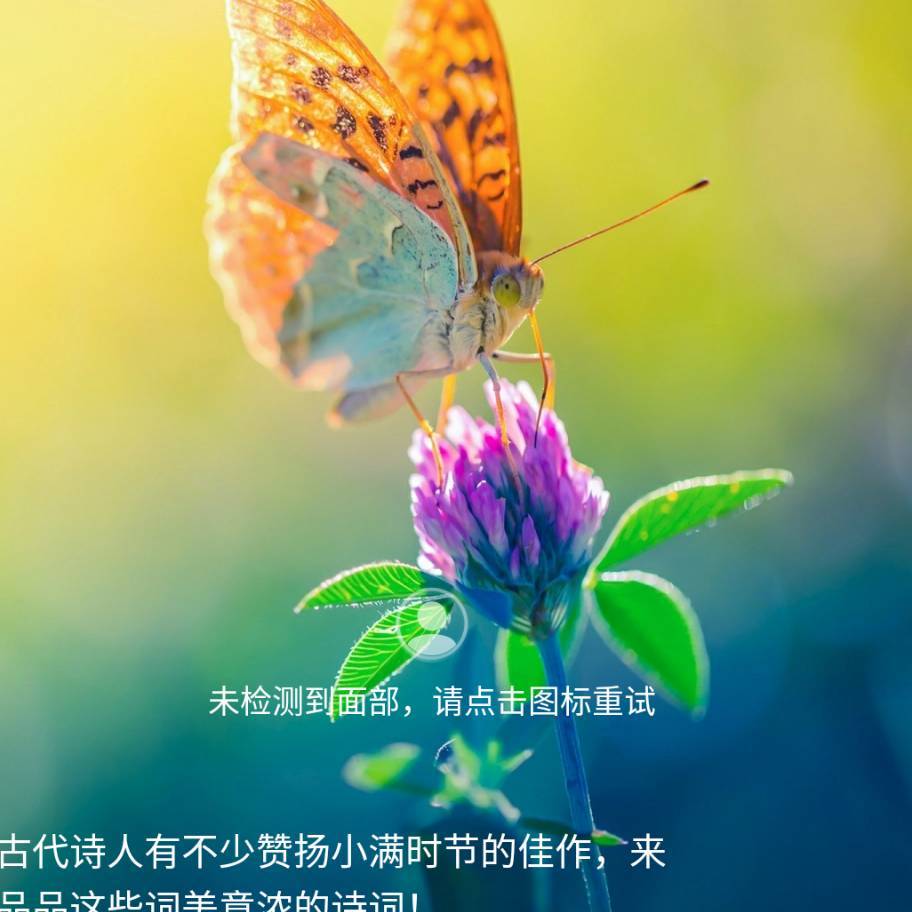 未检测到面部，请点击图标重试
古代诗人有不少赞扬小满时节的佳作，来
品品这些词美意浓的诗词！